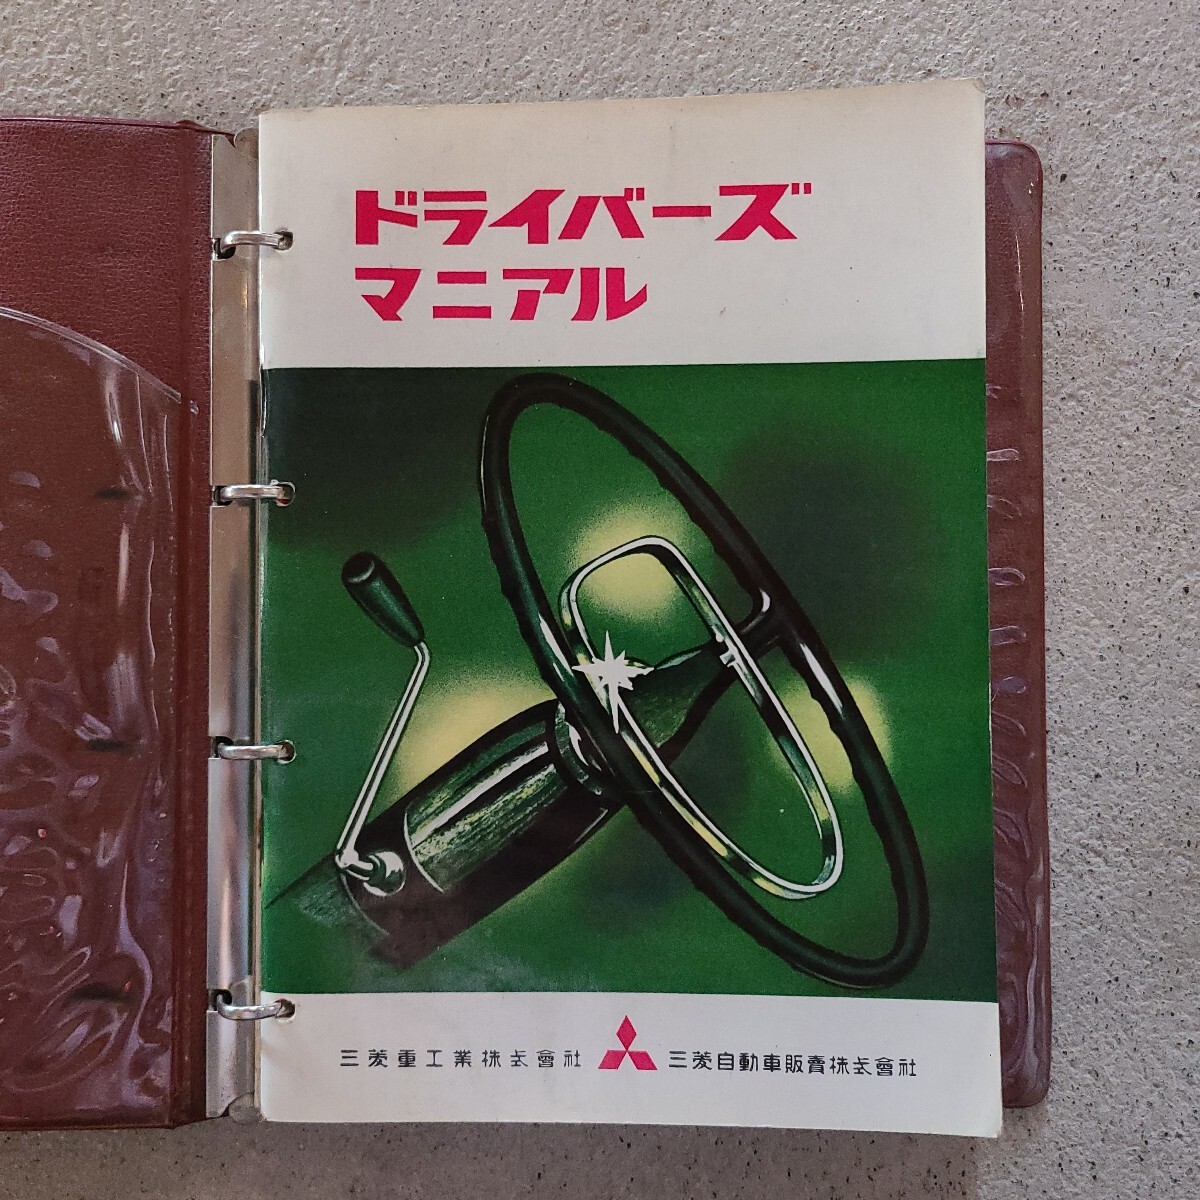 ドライバーズ
マニアル
三菱重工業株式會社 三菱自動車販賣株式會社